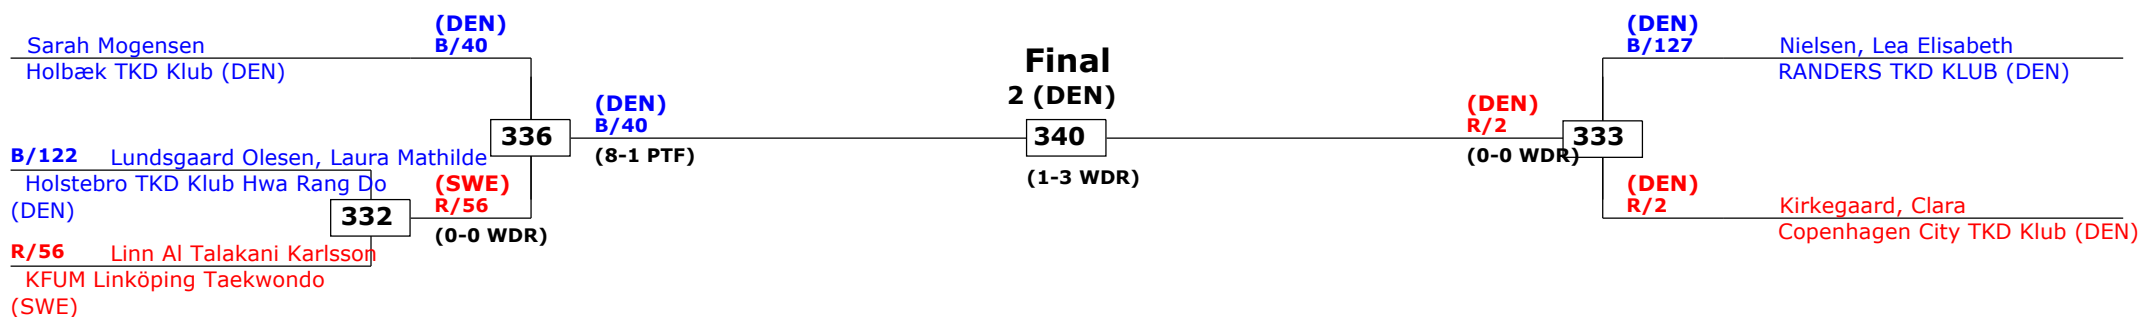 (DEN)
B/40
Sarah Mogensen
Holbæk TKD Klub (DEN)
B/122 Lundsgaard Olesen, Laura Mathilde
Holstebro TKD Klub Hwa Rang Do
(DEN)
R/56 Linn Al Talakani Karlsson
KFUM Linköping Taekwondo
(SWE)
332
(SWE)
R/56
(0-0 WDR)
336
(DEN)
B/40
(8-1 PTF)
Final
2 (DEN)
340
(1-3 WDR)
(DEN)
R/2
(0-0 WDR)
333
(DEN)
B/127 Nielsen, Lea Elisabeth
RANDERS TKD KLUB (DEN)
(DEN)
R/2 Kirkegaard, Clara
Copenhagen City TKD Klub (DEN)